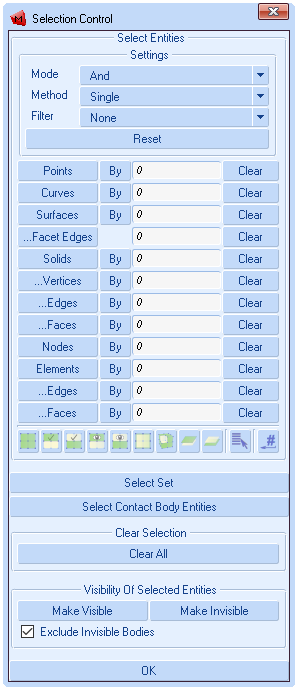 Selection Control
Select Entities
Settings
Mode And
Method Single
Filter None
Reset
Points By 0 Clear
Curves By 0 Clear
Surfaces By 0 Clear
...Facet Edges 0 Clear
Solids By 0 Clear
...Vertices By 0 Clear
...Edges By 0 Clear
...Faces By 0 Clear
Nodes By 0 Clear
Elements By 0 Clear
...Edges By 0 Clear
...Faces By 0 Clear
#
Select Set
Select Contact Body Entities
Clear Selection
Clear All
Visibility Of Selected Entities
Make Visible Make Invisible
Exclude Invisible Bodies
OK